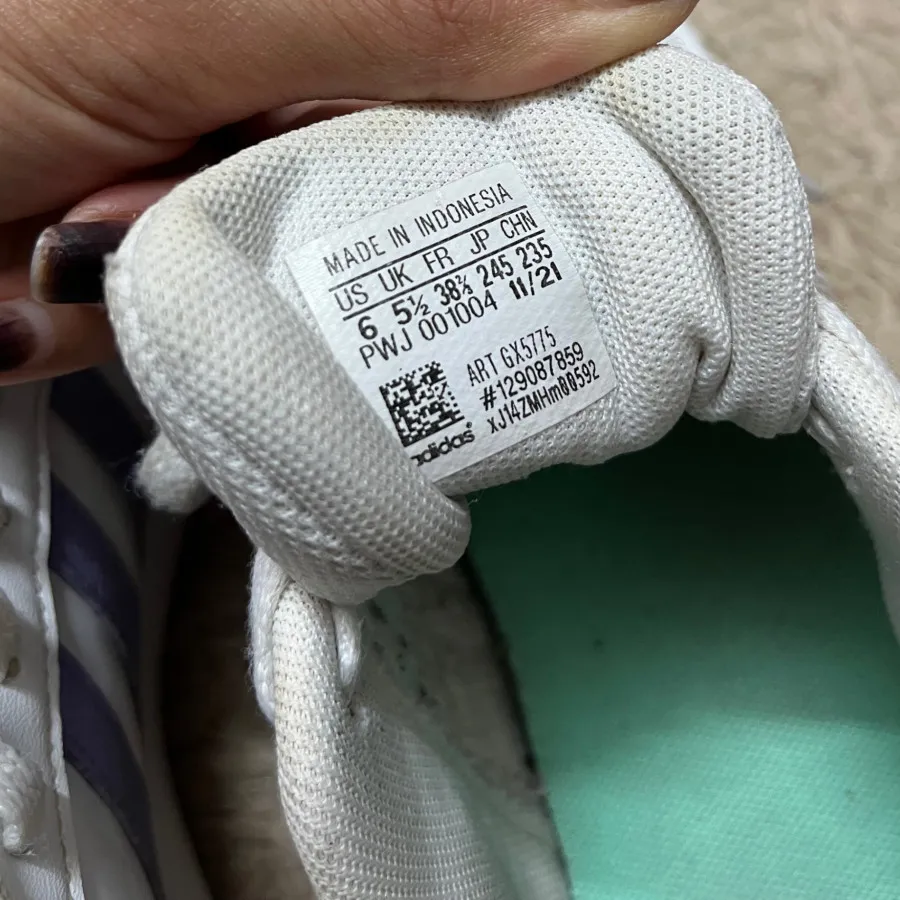 MADE IN INDONESIA
US UK FR JP CHN
6 5½ 38⅔ 245 235
PWJ 001004 11/21
ART GX5775
#129087859
xJ14ZMHm00592
adidas